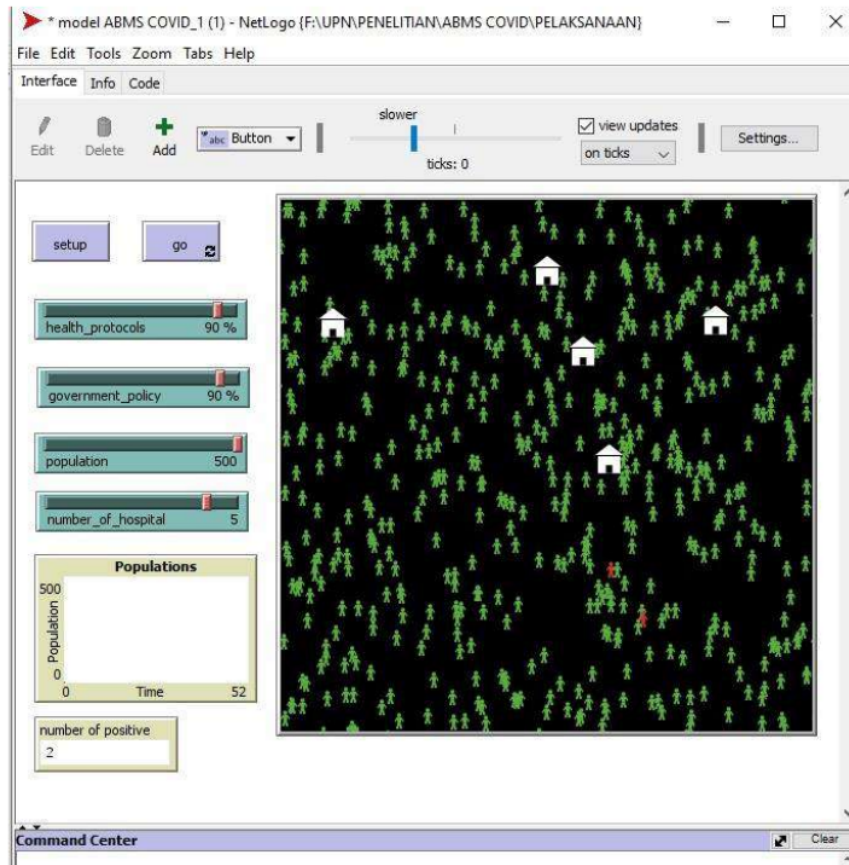 * model ABMS COVID_1 (1) - NetLogo {F:\UPN\PENELITIAN\ABMS COVID\PELAKSANAAN}
File Edit Tools Zoom Tabs Help
Interface Info Code
Edit Delete Add abc Button slower ticks: 0 view updates on ticks Settings...
setup go
health_protocols 90 %
government_policy 90 %
population 500
number_of_hospital 5
Populations
500
Population
0
0 Time 52
number of positive
2
Command Center Clear